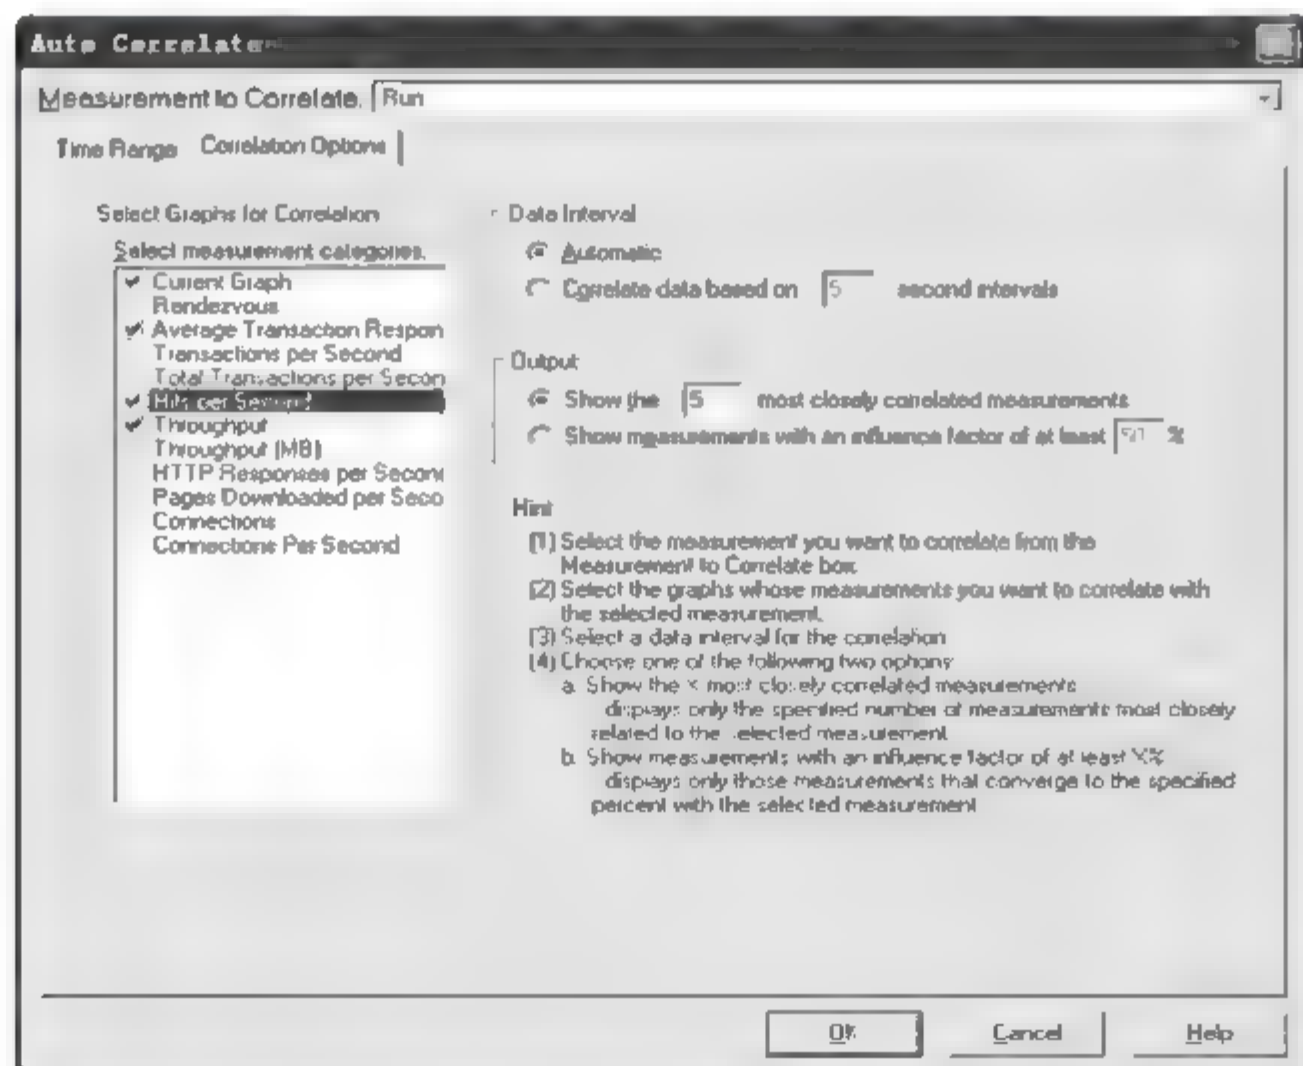 Auto Correlate
Measurement to Correlate: Run
Time Range Correlation Options
Select Graphs for Correlation
Select measurement categories:
Current Graph
Rendezvous
Average Transaction Respon
Transactions per Second
Total Transactions per Secon
Hits per Second
Throughput
Throughput (MB)
HTTP Responses per Secon
Pages Downloaded per Seco
Connections
Connections Per Second
Data Interval
Automatic
Correlate data based on 5 second intervals
Output
Show the 5 most closely correlated measurements
Show measurements with an influence factor of at least %
Hint
(1) Select the measurement you want to correlate from the
Measurement to Correlate box
(2) Select the graphs whose measurements you want to correlate with
the selected measurement.
(3) Select a data interval for the correlation
(4) Choose one of the following two options
a. Show the most closely correlated measurements
displays only the specified number of measurements most closely
related to the selected measurement
b. Show measurements with an influence factor of at least X%
displays only those measurements that converge to the specified
percent with the selected measurement
OK Cancel Help